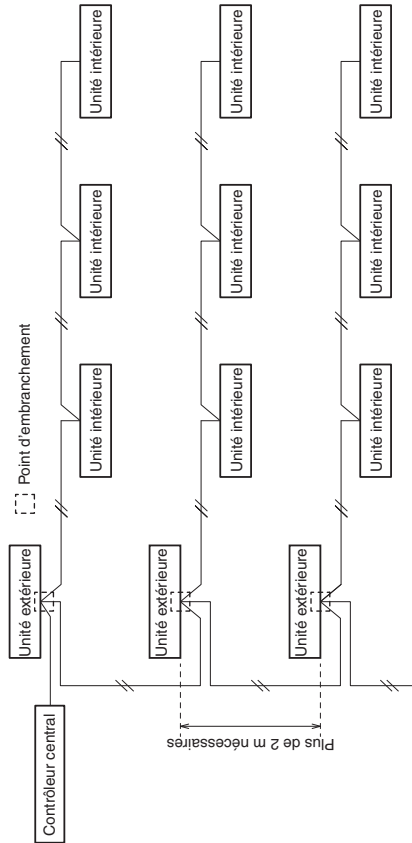 Point d'embranchement
Contrôleur central
Unité extérieure
Unité intérieure
Unité intérieure
Unité intérieure
Unité extérieure
Unité intérieure
Unité intérieure
Unité intérieure
Plus de 2 m nécessaires
Unité extérieure
Unité intérieure
Unité intérieure
Unité intérieure